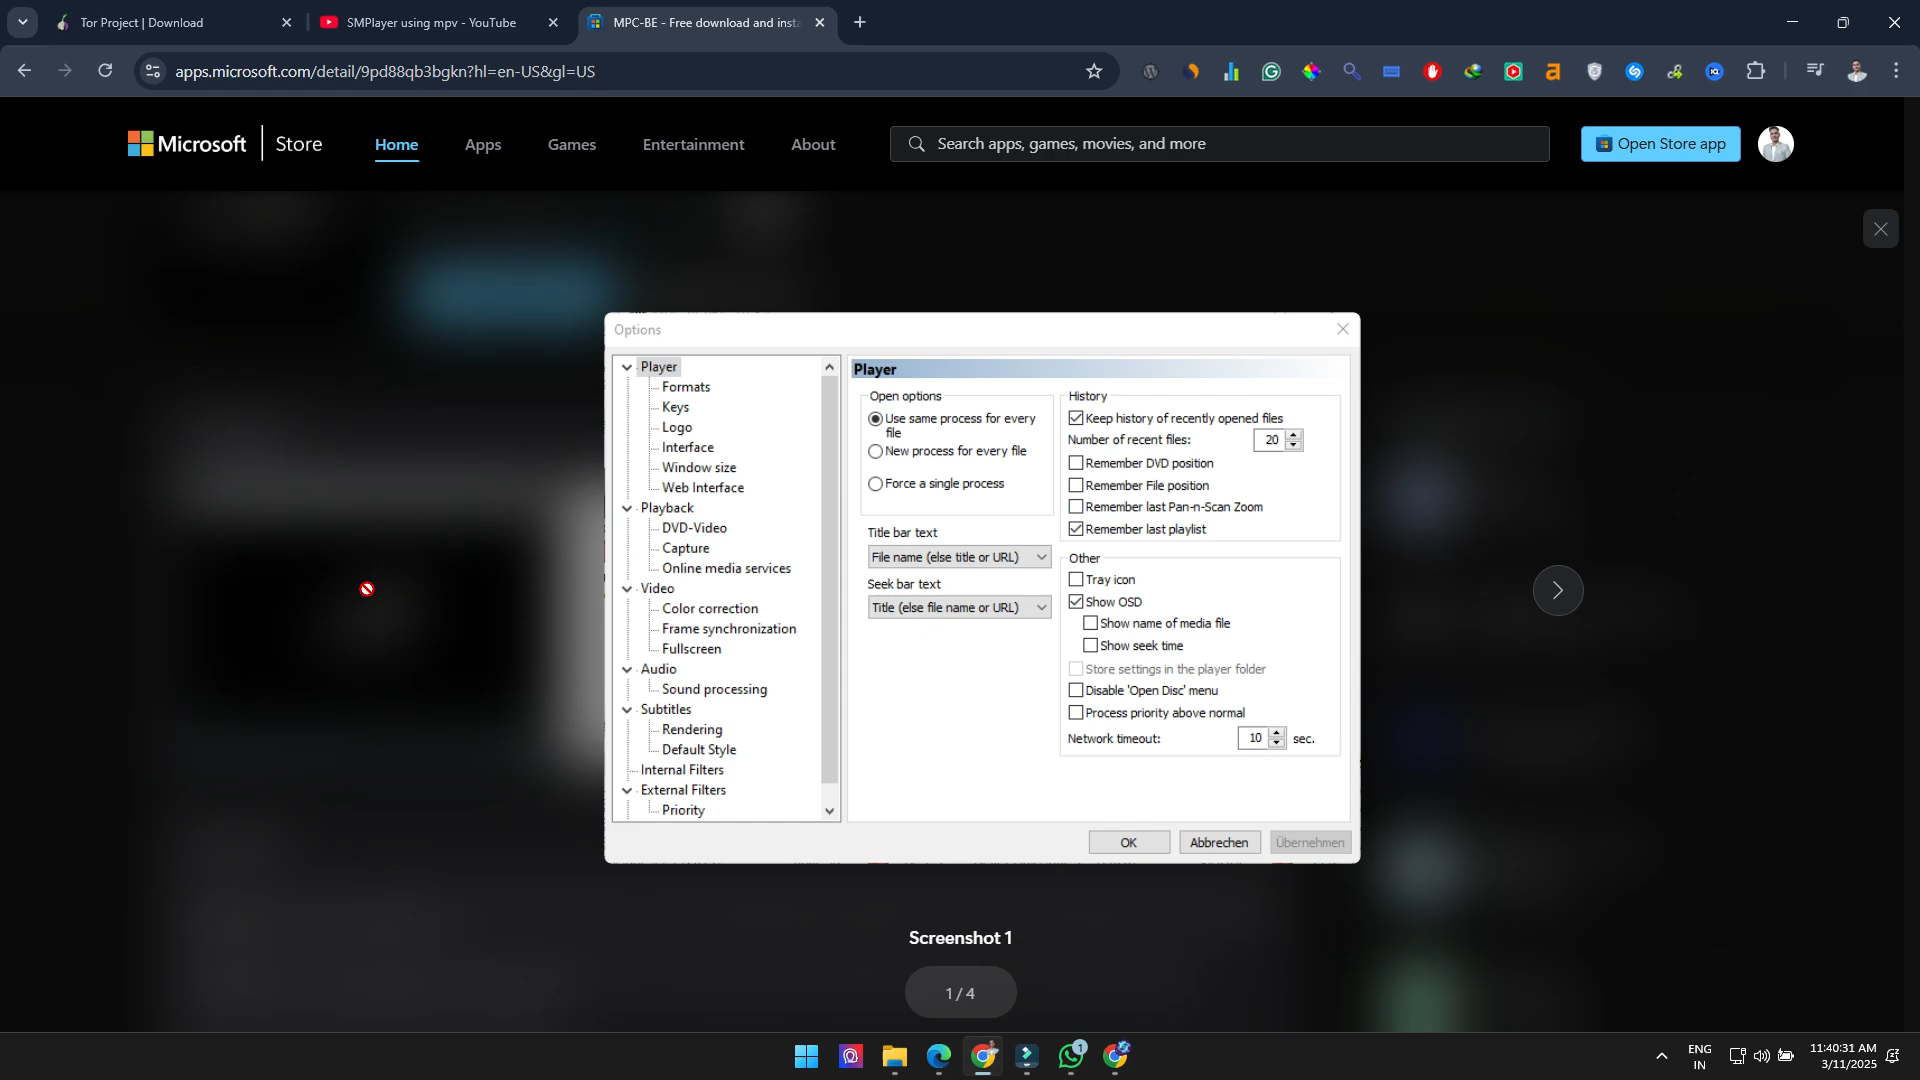 Tor Project | Download
SMPlayer using mpv - YouTube
MPC-BE - Free download and insta
apps.microsoft.com/detail/9pd88qb3bgkn?hl=en-US&gl=US
Microsoft
Store
Home
Apps
Games
Entertainment
About
Search apps, games, movies, and more
Open Store app
Options
Player
Formats
Keys
Logo
Interface
Window size
Web Interface
Playback
DVD-Video
Capture
Online media services
Video
Color correction
Frame synchronization
Fullscreen
Audio
Sound processing
Subtitles
Rendering
Default Style
Internal Filters
External Filters
Priority
Player
Open options
Use same process for every
file
New process for every file
Force a single process
Title bar text
File name (else title or URL)
Seek bar text
Title (else file name or URL)
History
Keep history of recently opened files
Number of recent files: 20
Remember DVD position
Remember File position
Remember last Pan-n-Scan Zoom
Remember last playlist
Other
Tray icon
Show OSD
Show name of media file
Show seek time
Store settings in the player folder
Disable 'Open Disc' menu
Process priority above normal
Network timeout: 10 sec.
OK
Abbrechen
Übernehmen
Screenshot 1
1 / 4
1
ENG
IN
11:40:31 AM
3/11/2025